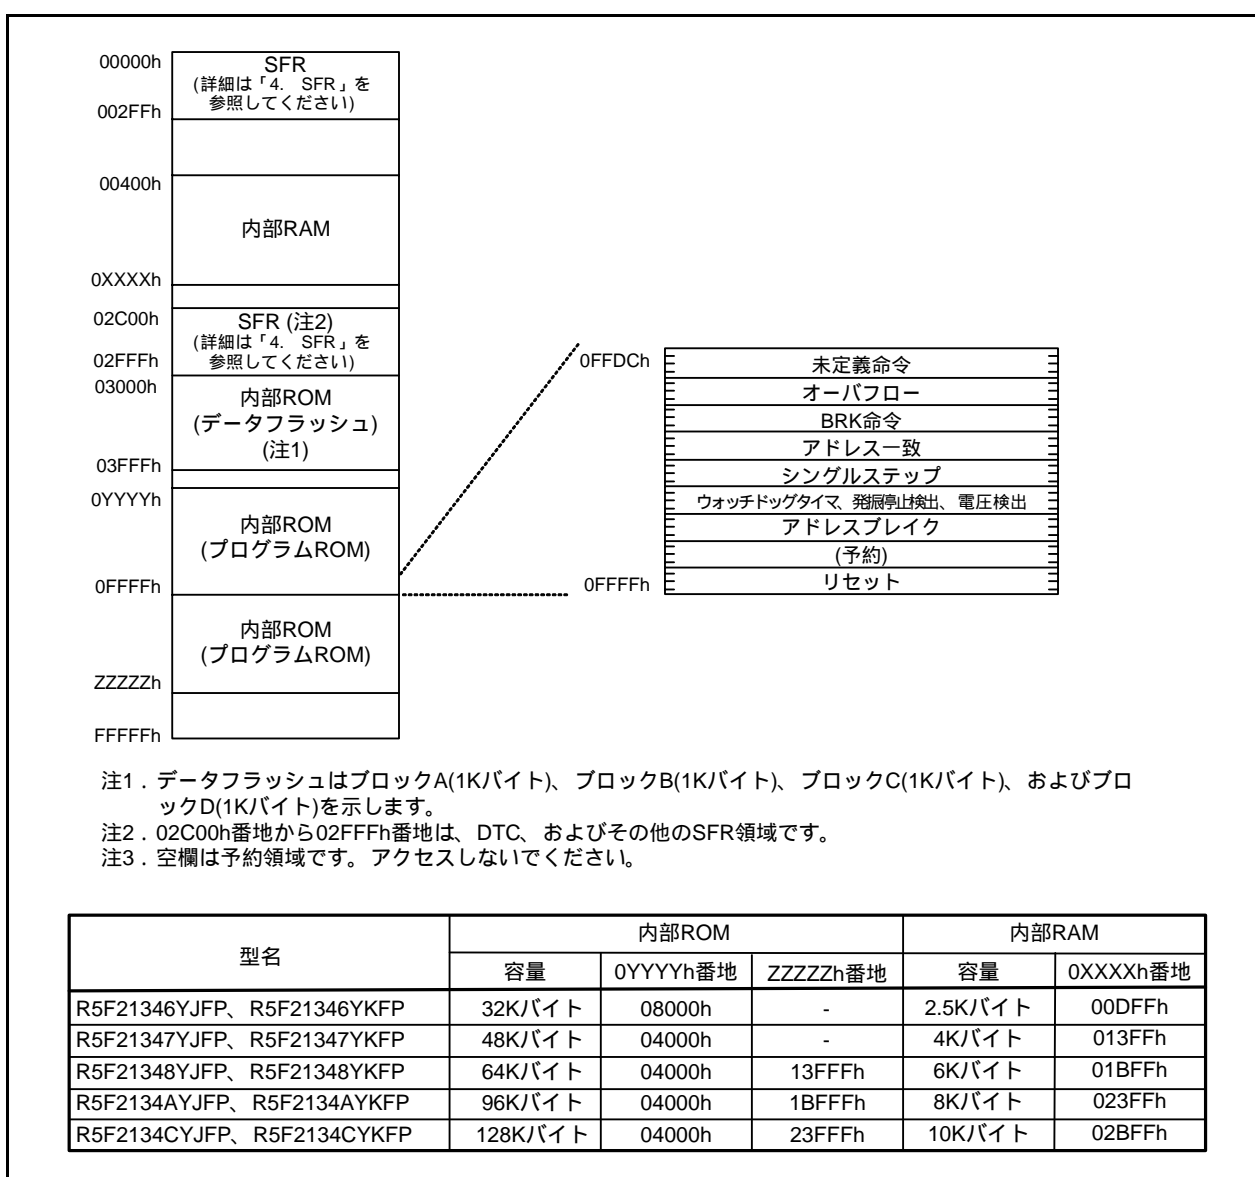 00000h
SFR
(詳細は「4. SFR」を
参照してください)
002FFh
00400h
内部RAM
0XXXXh
02C00h
SFR (注2)
(詳細は「4. SFR」を
参照してください)
02FFFh
03000h
内部ROM
(データフラッシュ)
(注1)
03FFFh
0YYYYh
内部ROM
(プログラムROM)
0FFFFh
内部ROM
(プログラムROM)
ZZZZZh
FFFFFh
0FFDCh
未定義命令
オーバフロー
BRK命令
アドレス一致
シングルステップ
ウォッチドッグタイマ、発振停止検出、電圧検出
アドレスブレイク
(予約)
0FFFFh
リセット
注1．データフラッシュはブロックA(1Kバイト)、ブロックB(1Kバイト)、ブロックC(1Kバイト)、およびブロ
ックD(1Kバイト)を示します。
注2．02C00h番地から02FFFh番地は、DTC、およびその他のSFR領域です。
注3．空欄は予約領域です。アクセスしないでください。
型名 内部ROM 内部RAM
容量 0YYYYh番地 ZZZZZh番地 容量 0XXXXh番地
R5F21346YJFP、R5F21346YKFP 32Kバイト 08000h - 2.5Kバイト 00DFFh
R5F21347YJFP、R5F21347YKFP 48Kバイト 04000h - 4Kバイト 013FFh
R5F21348YJFP、R5F21348YKFP 64Kバイト 04000h 13FFFh 6Kバイト 01BFFh
R5F2134AYJFP、R5F2134AYKFP 96Kバイト 04000h 1BFFFh 8Kバイト 023FFh
R5F2134CYJFP、R5F2134CYKFP 128Kバイト 04000h 23FFFh 10Kバイト 02BFFh